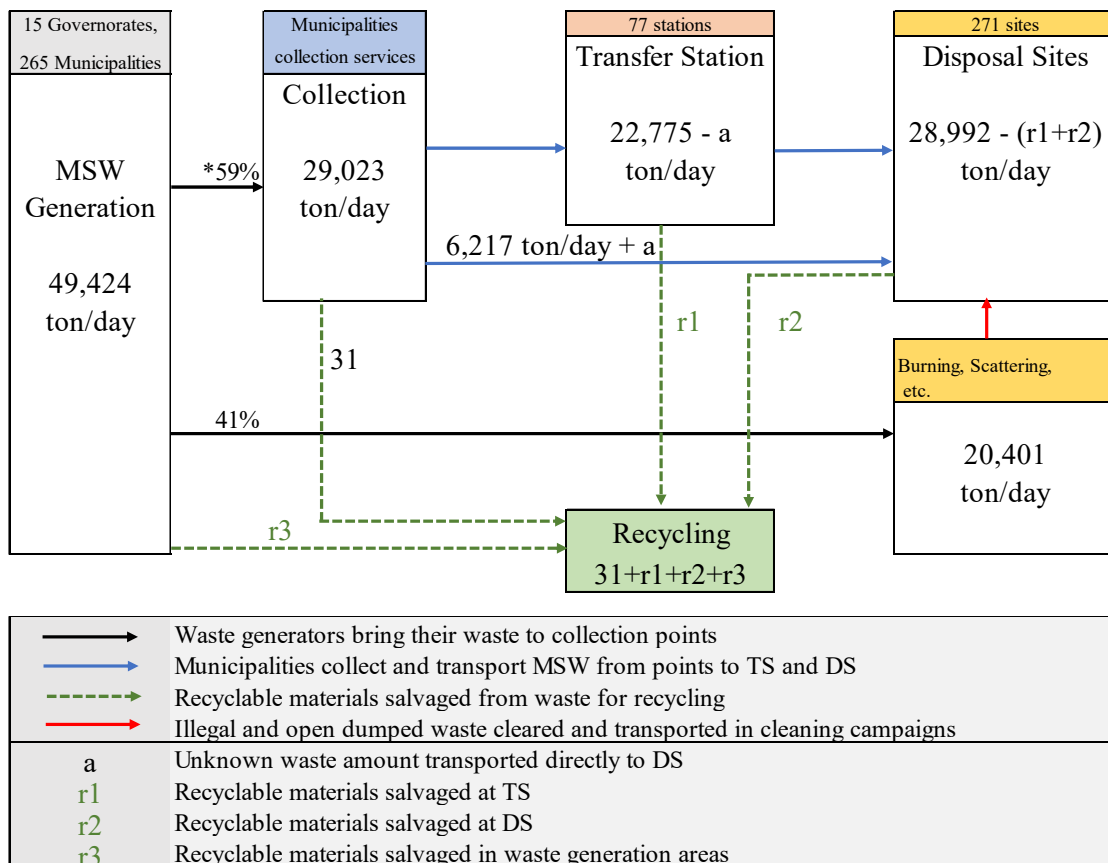 15 Governorates,
265 Municipalities
MSW
Generation
49,424
ton/day
*59%
41%
r3
Municipalities
collection services
Collection
29,023
ton/day
31
6,217 ton/day + a
77 stations
Transfer Station
22,775 - a
ton/day
r1
r2
271 sites
Disposal Sites
28,992 - (r1+r2)
ton/day
Burning, Scattering,
etc.
20,401
ton/day
Recycling
31+r1+r2+r3
Waste generators bring their waste to collection points
Municipalities collect and transport MSW from points to TS and DS
Recyclable materials salvaged from waste for recycling
Illegal and open dumped waste cleared and transported in cleaning campaigns
a Unknown waste amount transported directly to DS
r1 Recyclable materials salvaged at TS
r2 Recyclable materials salvaged at DS
r3 Recyclable materials salvaged in waste generation areas